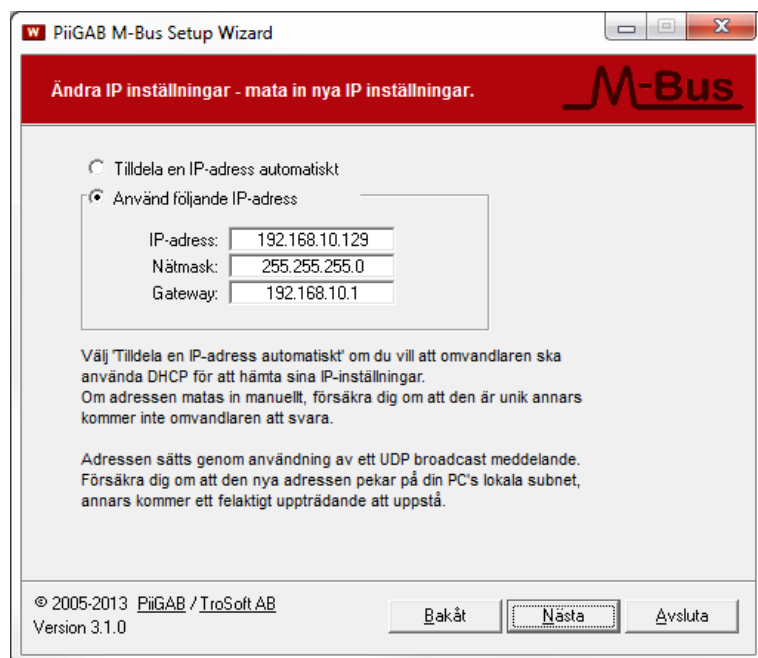 W PiiGAB M-Bus Setup Wizard
Ändra IP inställningar - mata in nya IP inställningar.
M-Bus
Tilldela en IP-adress automatiskt
Använd följande IP-adress
IP-adress: 192.168.10.129
Nätmask: 255.255.255.0
Gateway: 192.168.10.1
Välj 'Tilldela en IP-adress automatiskt' om du vill att omvandlaren ska
använda DHCP för att hämta sina IP-inställningar.
Om adressen matas in manuellt, försäkra dig om att den är unik annars
kommer inte omvandlaren att svara.
Adressen sätts genom användning av ett UDP broadcast meddelande.
Försäkra dig om att den nya adressen pekar på din PC's lokala subnet,
annars kommer ett felaktigt uppträdande att uppstå.
© 2005-2013 PiiGAB / TroSoft AB
Version 3.1.0
Bakåt Nästa Avsluta